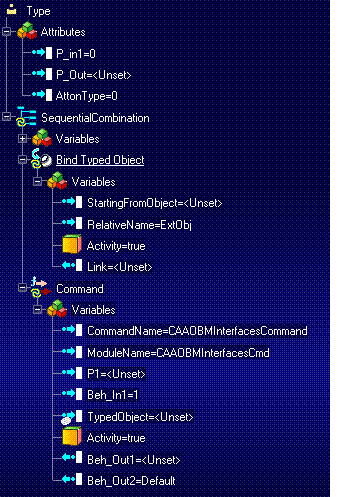 Type
Attributes
P_in1=0
P_Out=<Unset>
AttonType=0
SequentialCombination
Variables
Bind Typed Object
Variables
StartingFromObject=<Unset>
RelativeName=ExtObj
Activity=true
Link=<Unset>
Command
Variables
CommandName=CAAOBMInterfacesCommand
ModuleName=CAAOBMInterfacesCmd
P1=<Unset>
Beh_In1=1
TypedObject=<Unset>
Activity=true
Beh_Out1=<Unset>
Beh_Out2=Default